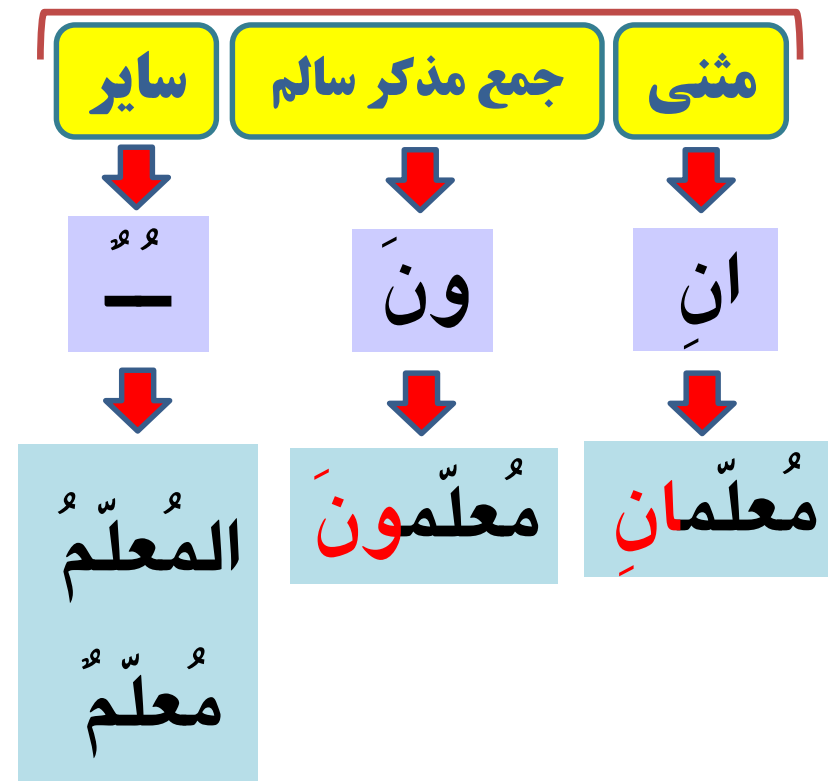 مثنی
جمع مذکر سالم
سایر
انِ
ونَ
ـُـٌ
مُعلّمانِ
مُعلّمونَ
المُعلّمُ
مُعلّمٌ